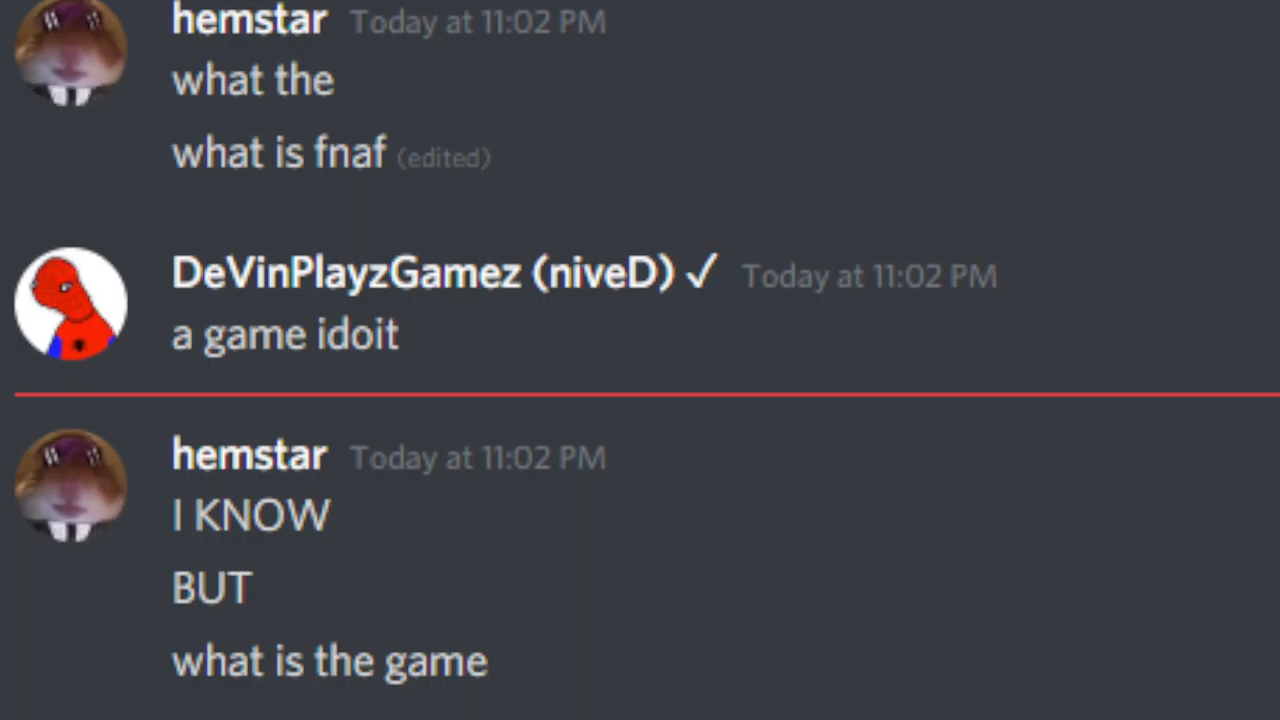 hemstar Today at 11:02 PM
what the
what is fnaf (edited)
DeVinPlayzGamez (niveD) ✓ Today at 11:02 PM
a game idoit
hemstar Today at 11:02 PM
I KNOW
BUT
what is the game